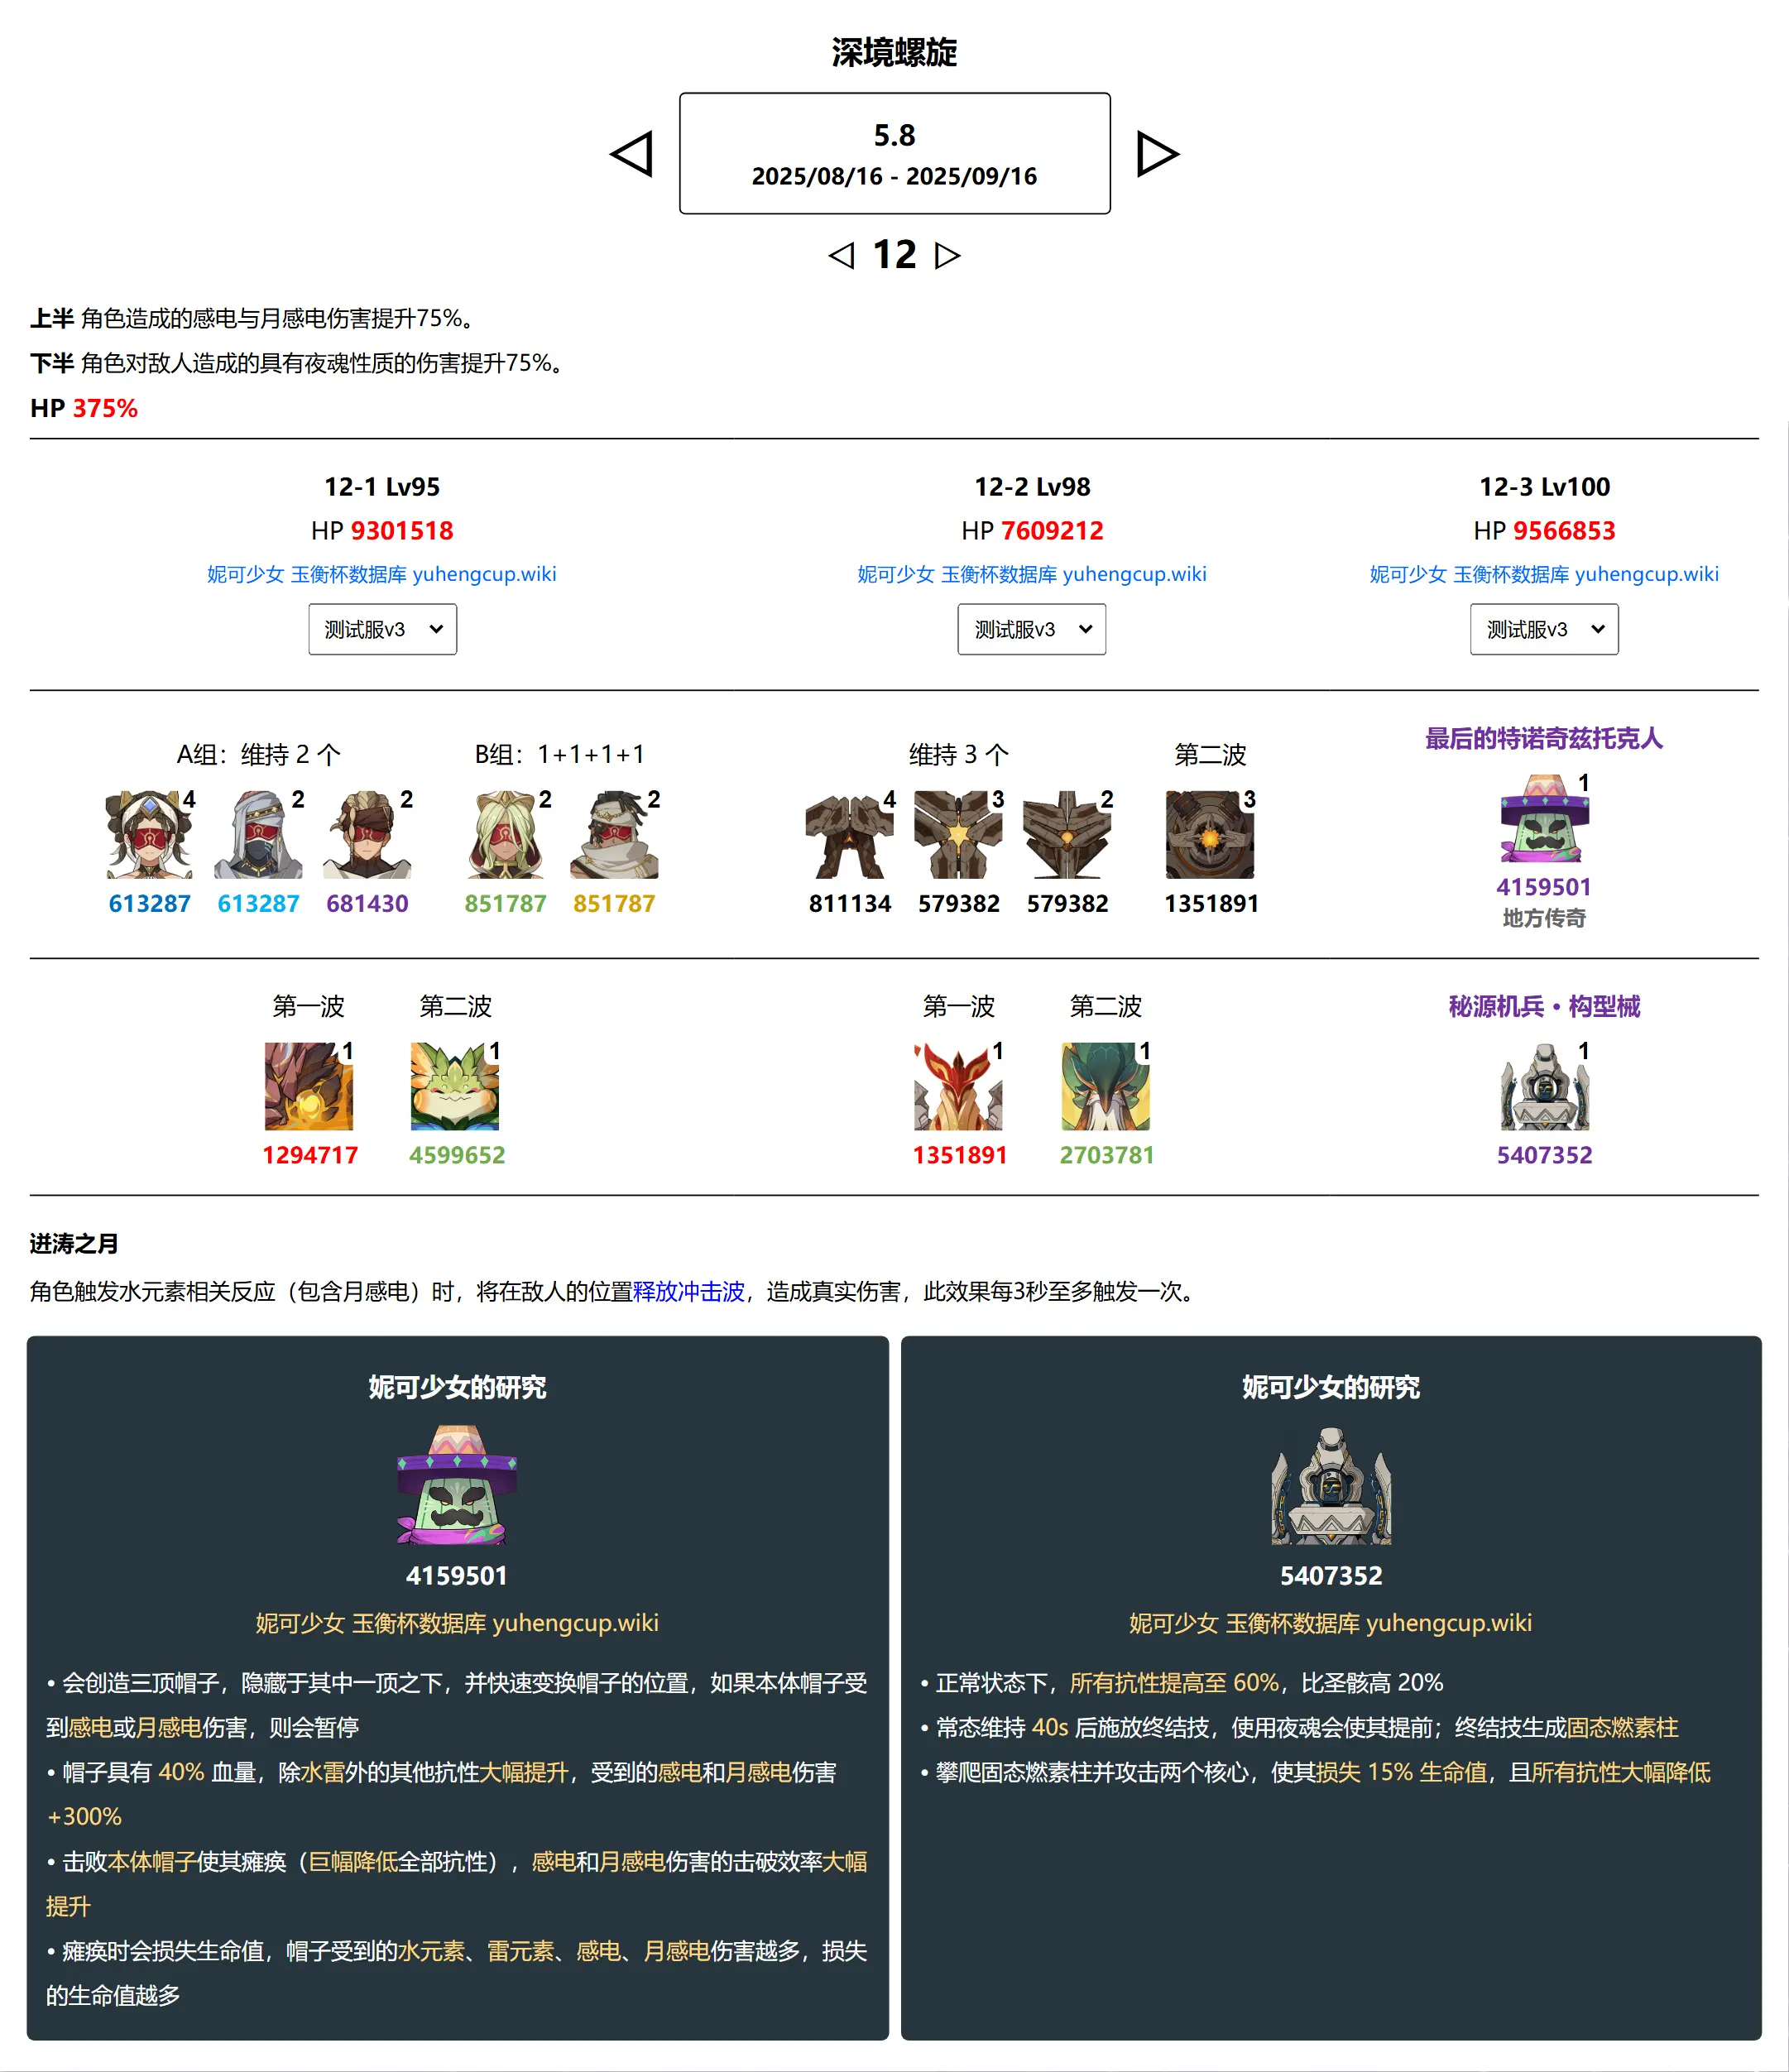 深境螺旋
5.8
2025/08/16 - 2025/09/16
12
上半 角色造成的感电与月感电伤害提升75%。
下半 角色对敌人造成的具有夜魂性质的伤害提升75%。
HP 375%
12-1 Lv95
HP 9301518
妮可少女 玉衡杯数据库 yuhengcup.wiki
测试服v3
12-2 Lv98
HP 7609212
妮可少女 玉衡杯数据库 yuhengcup.wiki
测试服v3
12-3 Lv100
HP 9566853
妮可少女 玉衡杯数据库 yuhengcup.wiki
测试服v3
A组：维持 2 个
4 2 2
613287 613287 681430
B组：1+1+1+1
2 2
851787 851787
维持 3 个
4 3 2
811134 579382 579382
第二波
3
1351891
最后的特诺奇兹托克人
1
4159501
地方传奇
第一波
1
1294717
第二波
1
4599652
第一波
1
1351891
第二波
1
2703781
秘源机兵・构型械
1
5407352
迸涛之月
角色触发水元素相关反应（包含月感电）时，将在敌人的位置释放冲击波，造成真实伤害，此效果每3秒至多触发一次。
妮可少女的研究
4159501
妮可少女 玉衡杯数据库 yuhengcup.wiki
• 会创造三顶帽子，隐藏于其中一顶之下，并快速变换帽子的位置，如果本体帽子受
到感电或月感电伤害，则会暂停
• 帽子具有 40% 血量，除水雷外的其他抗性大幅提升，受到的感电和月感电伤害
+300%
• 击败本体帽子使其瘫痪（巨幅降低全部抗性），感电和月感电伤害的击破效率大幅
提升
• 瘫痪时会损失生命值，帽子受到的水元素、雷元素、感电、月感电伤害越多，损失
的生命值越多
妮可少女的研究
5407352
妮可少女 玉衡杯数据库 yuhengcup.wiki
• 正常状态下，所有抗性提高至 60%，比圣骸高 20%
• 常态维持 40s 后施放终结技，使用夜魂会使其提前；终结技生成固态燃素柱
• 攀爬固态燃素柱并攻击两个核心，使其损失 15% 生命值，且所有抗性大幅降低